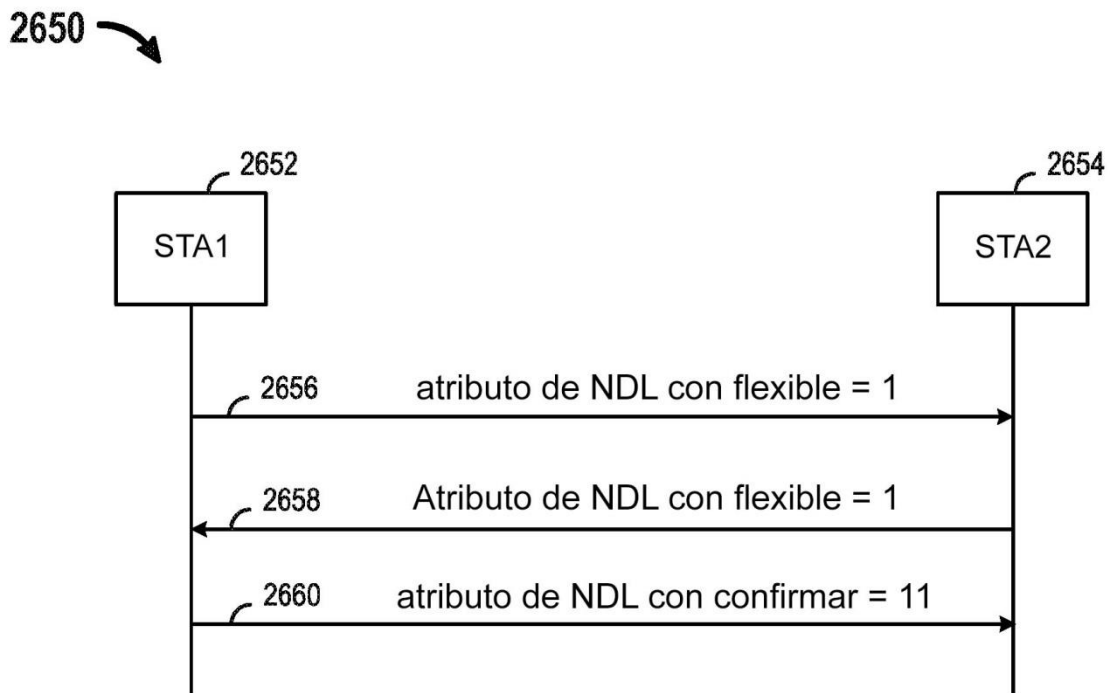 2650
2652
2654
STA1
STA2
2656
atributo de NDL con flexible = 1
2658
Atributo de NDL con flexible = 1
2660
atributo de NDL con confirmar = 11